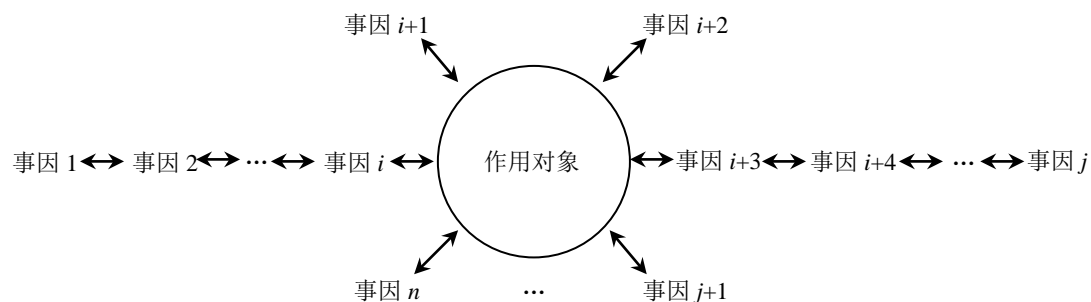 事因 i+1 事因 i+2
事因 1 事因 2 ··· 事因 i 作用对象 事因 i+3 事因 i+4 ··· 事因 j
事因 n ··· 事因 j+1